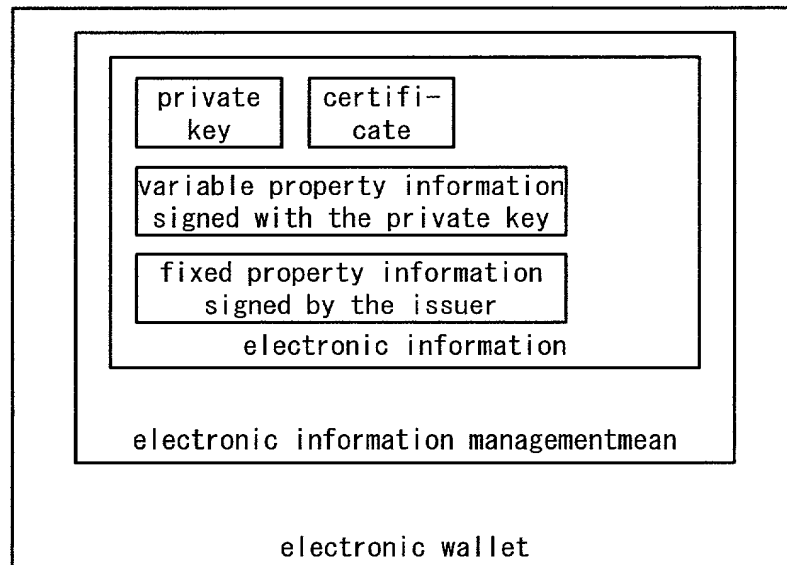 private certifi-
key cate
variable property information
signed with the private key
fixed property information
signed by the issuer
electronic information
electronic information managementmean
electronic wallet